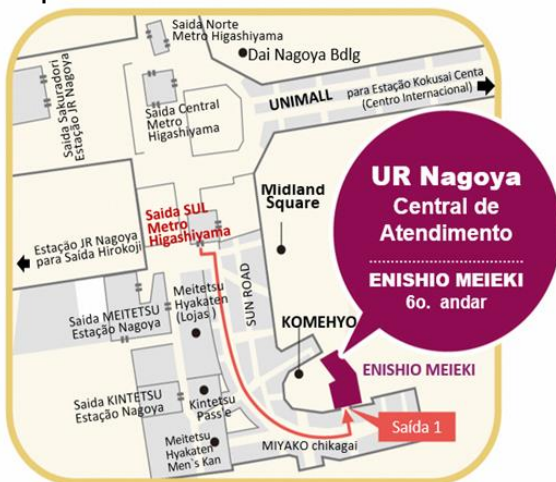 Saida Norte
Metro Higashiyama
Dai Nagoya Bdlg
Saida Sakuradori
Estação JR Nagoya
Saida Central
Metro
Higashiyama
UNIMALL
para Estação Kokusai Centa
(Centro Internacional)
UR Nagoya
Central de
Atendimento
ENISHIO MEIEKI
6o. andar
Midland
Square
Saida SUL
Metro
Higashiyama
Estação JR Nagoya
para Saída Hirokoji
SUN ROAD
Meitetsu
Hyakaten
(Lojas )
Saida MEITETSU
Estação Nagoya
KOMEHYO
ENISHIO MEIEKI
Saida KINTETSU
Estação Nagoya
Kintetsu
Pass'e
Saída 1
Meitetsu
Hyakaten
Men`s Kan
MIYAKO chikagai